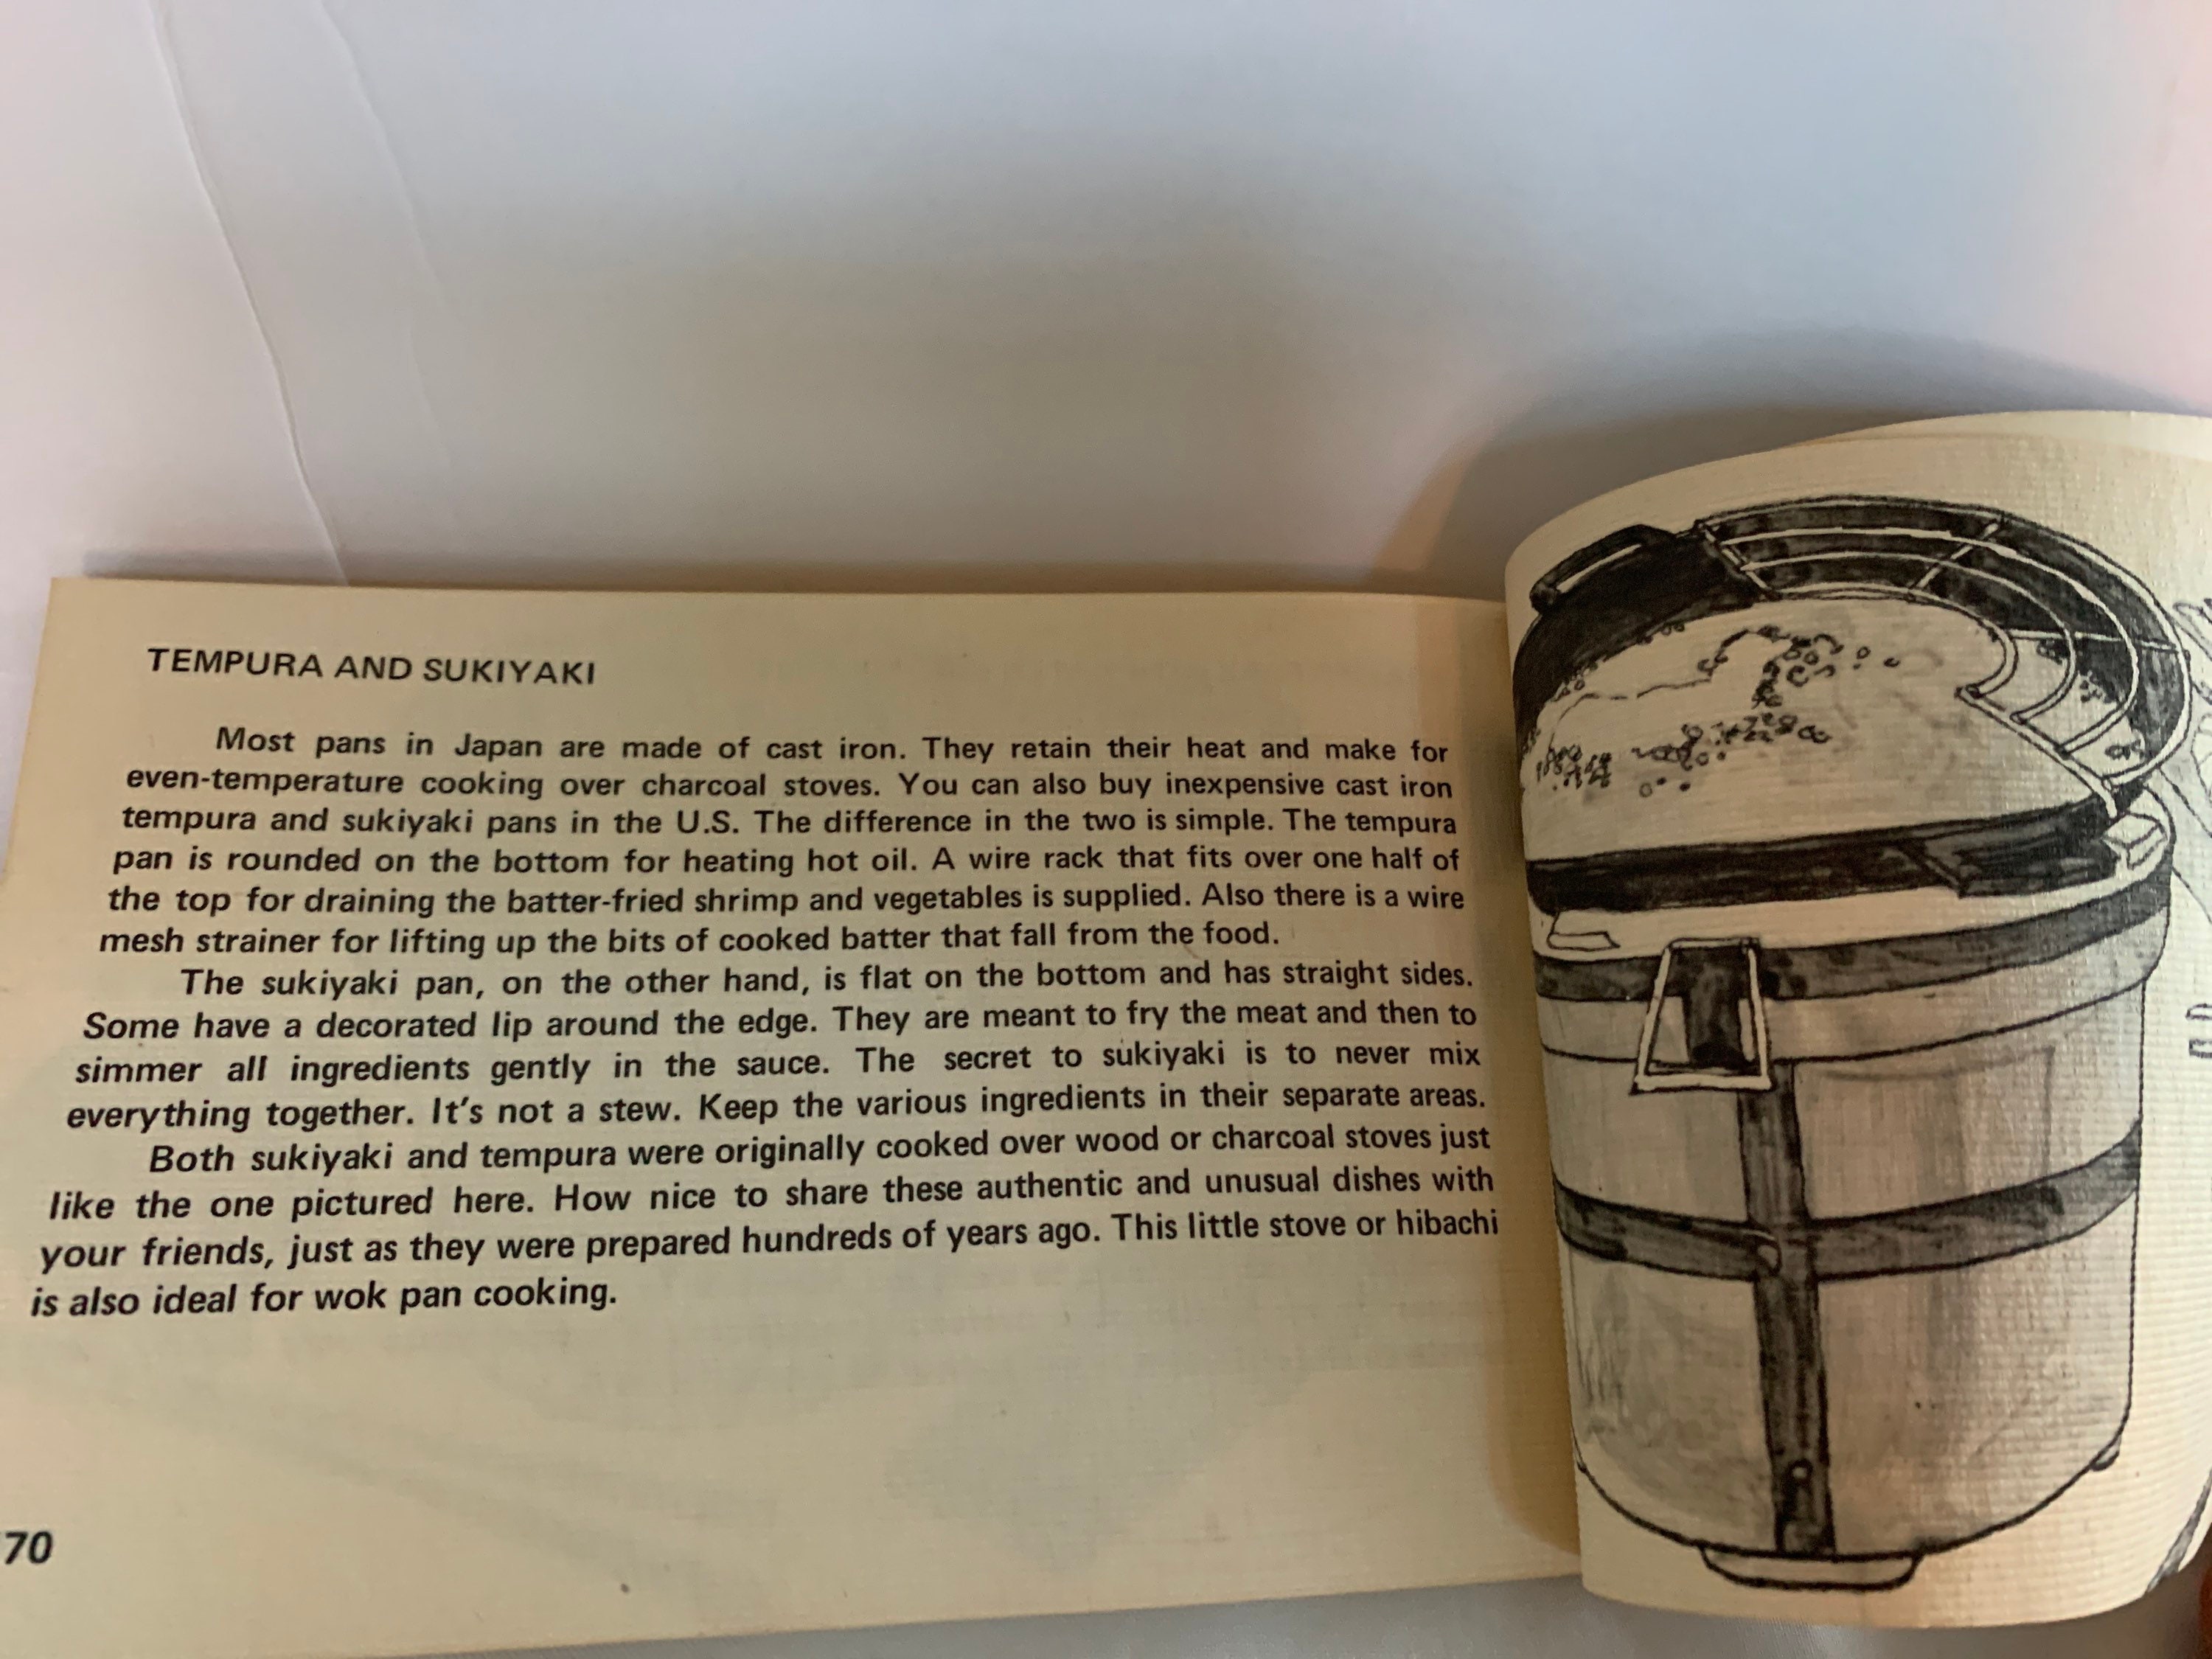 TEMPURA AND SUKIYAKI
Most pans in Japan are made of cast iron. They retain their heat and make for
even-temperature cooking over charcoal stoves. You can also buy inexpensive cast iron
tempura and sukiyaki pans in the U.S. The difference in the two is simple. The tempura
pan is rounded on the bottom for heating hot oil. A wire rack that fits over one half of
the top for draining the batter-fried shrimp and vegetables is supplied. Also there is a wire
mesh strainer for lifting up the bits of cooked batter that fall from the food.
The sukiyaki pan, on the other hand, is flat on the bottom and has straight sides.
Some have a decorated lip around the edge. They are meant to fry the meat and then to
simmer all ingredients gently in the sauce. The secret to sukiyaki is to never mix
everything together. It's not a stew. Keep the various ingredients in their separate areas.
Both sukiyaki and tempura were originally cooked over wood or charcoal stoves just
like the one pictured here. How nice to share these authentic and unusual dishes with
your friends, just as they were prepared hundreds of years ago. This little stove or hibachi
is also ideal for wok pan cooking.
70